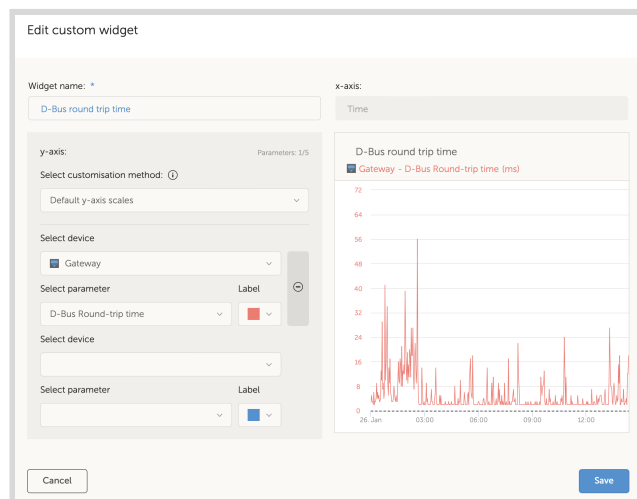 Edit custom widget
Widget name: *
D-Bus round trip time
x-axis:
Time
y-axis:
Parameters: 1/5
Select customisation method:
Default y-axis scales
Select device
Gateway
Select parameter
Label
D-Bus Round-trip time
Select device
Select parameter
Label
D-Bus round trip time
Gateway - D-Bus Round-trip time (ms)
72
64
56
48
40
32
24
16
8
0
26. Jan 03:00 06:00 09:00 12:00
Cancel
Save